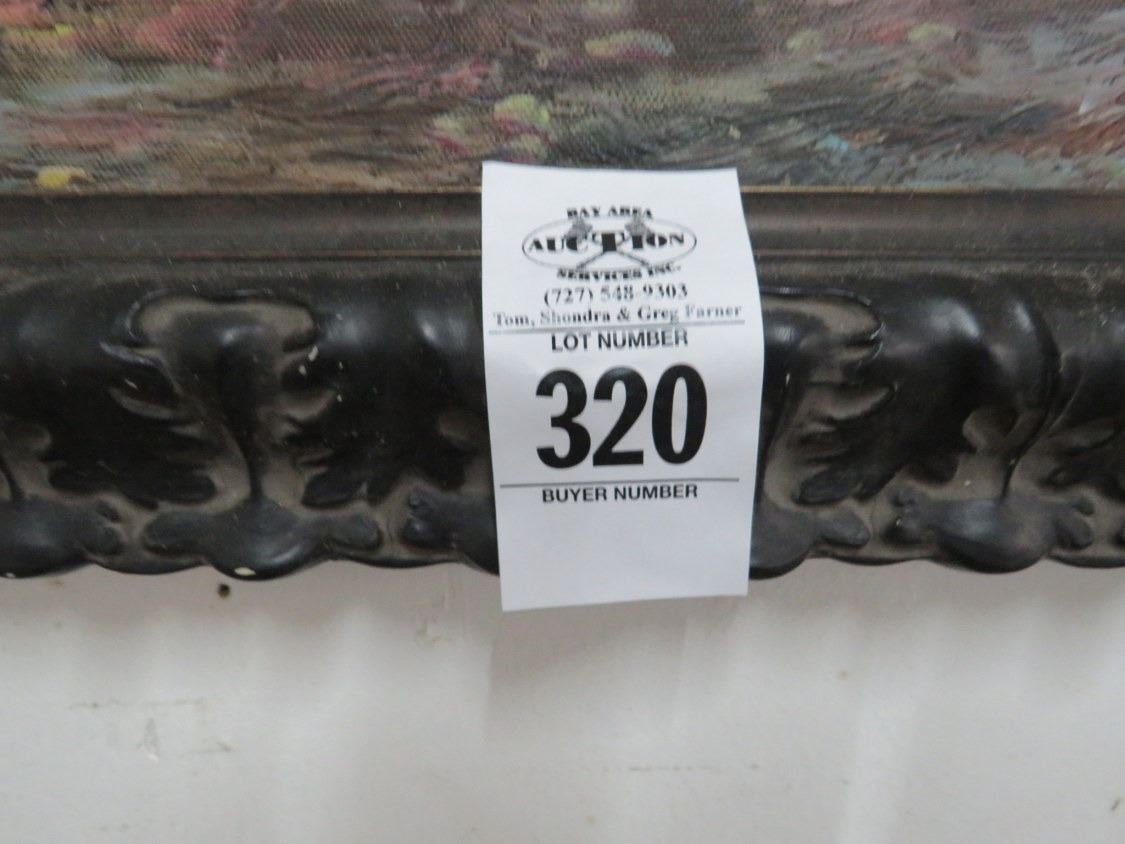 BAY AREA
AUCTION
SERVICES INC.
(727) 548-9303
Tom, Shondra & Greg Farner
LOT NUMBER
320
BUYER NUMBER